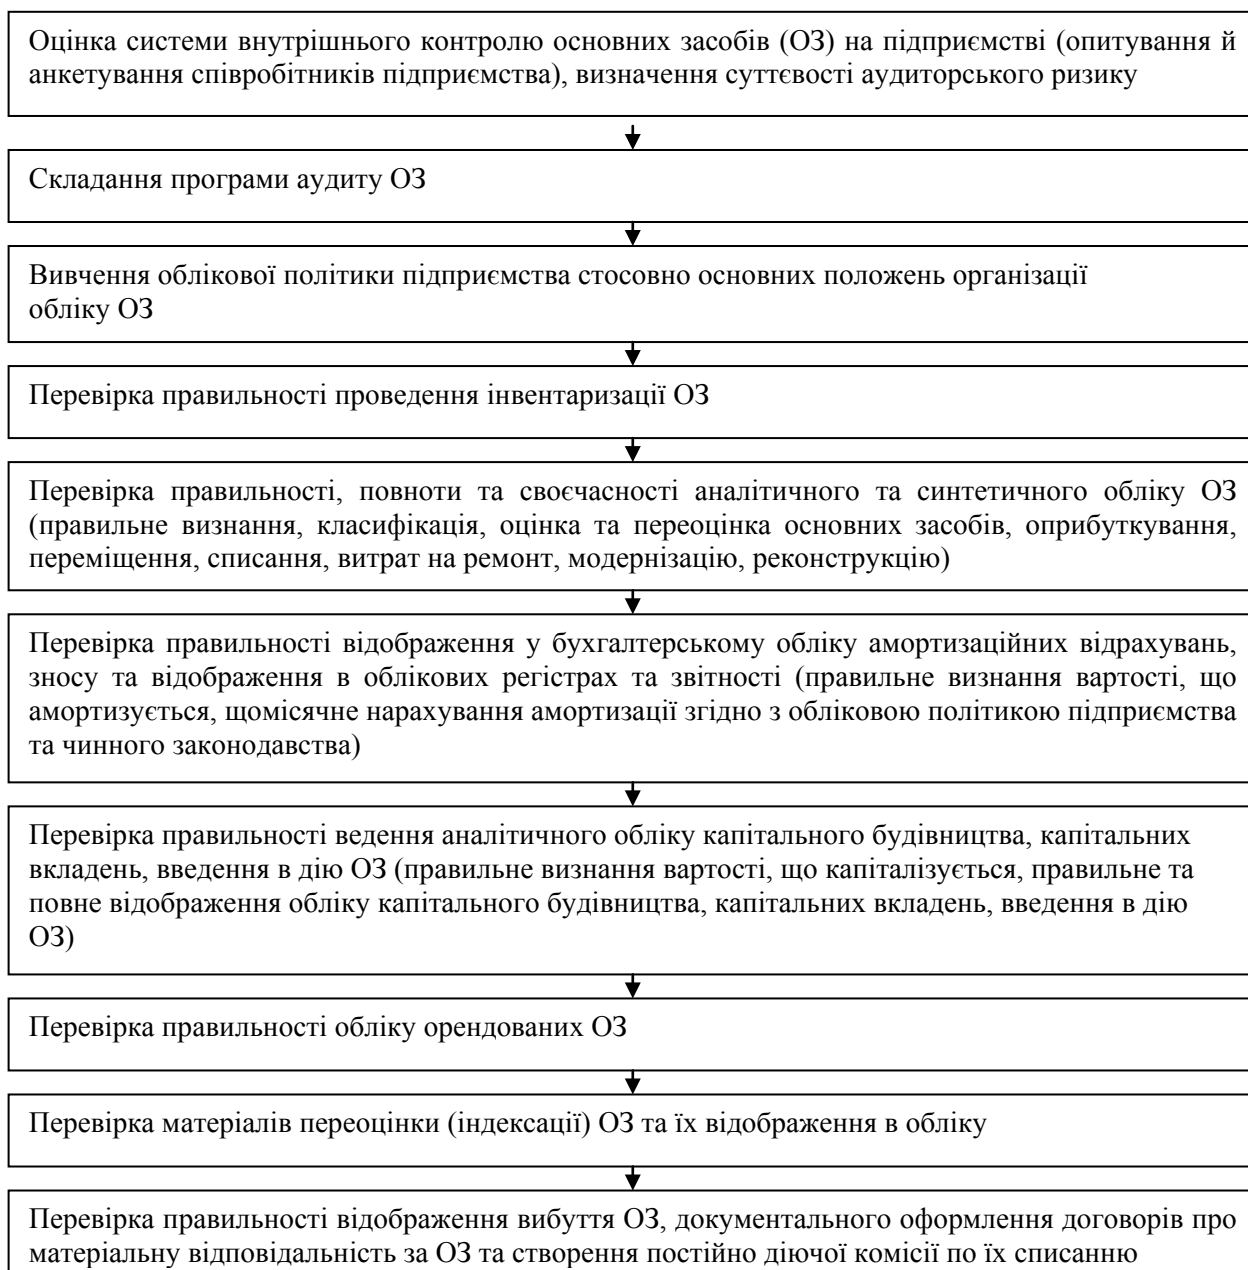 Оцінка системи внутрішнього контролю основних засобів (ОЗ) на підприємстві (опитування й
анкетування співробітників підприємства), визначення суттєвості аудиторського ризику
Складання програми аудиту ОЗ
Вивчення облікової політики підприємства стосовно основних положень організації
обліку ОЗ
Перевірка правильності проведення інвентаризації ОЗ
Перевірка правильності, повноти та своєчасності аналітичного та синтетичного обліку ОЗ
(правильне визнання, класифікація, оцінка та переоцінка основних засобів, оприбуткування,
переміщення, списання, витрат на ремонт, модернізацію, реконструкцію)
Перевірка правильності відображення у бухгалтерському обліку амортизаційних відрахувань,
зносу та відображення в облікових регістрах та звітності (правильне визнання вартості, що
амортизується, щомісячне нарахування амортизації згідно з обліковою політикою підприємства
та чинного законодавства)
Перевірка правильності ведення аналітичного обліку капітального будівництва, капітальних
вкладень, введення в дію ОЗ (правильне визнання вартості, що капіталізується, правильне та
повне відображення обліку капітального будівництва, капітальних вкладень, введення в дію
ОЗ)
Перевірка правильності обліку орендованих ОЗ
Перевірка матеріалів переоцінки (індексації) ОЗ та їх відображення в обліку
Перевірка правильності відображення вибуття ОЗ, документального оформлення договорів про
матеріальну відповідальність за ОЗ та створення постійно діючої комісії по їх списанню